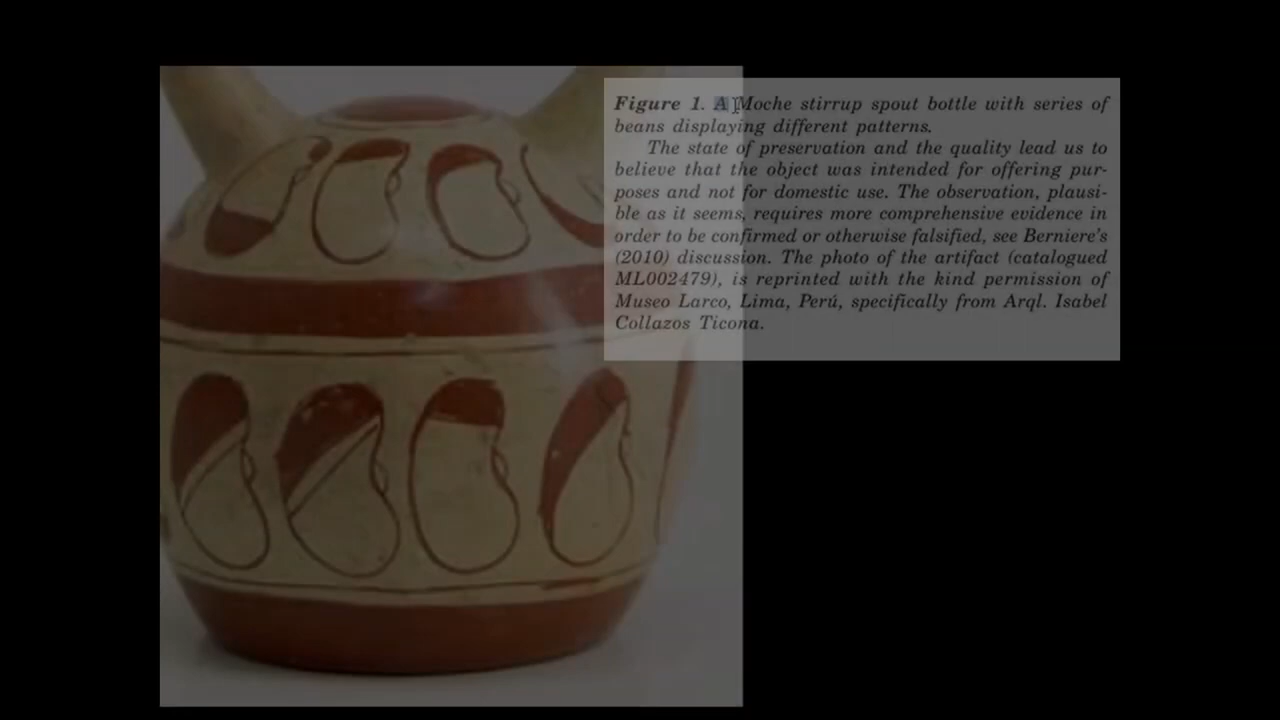 Figure 1. A Moche stirrup spout bottle with series of
beans displaying different patterns.
The state of preservation and the quality lead us to
believe that the object was intended for offering pur-
poses and not for domestic use. The observation, plausi-
ble as it seems, requires more comprehensive evidence in
order to be confirmed or otherwise falsified, see Berniere's
(2010) discussion. The photo of the artifact (catalogued
ML002479), is reprinted with the kind permission of
Museo Larco, Lima, Perú, specifically from Arql. Isabel
Collazos Ticona.